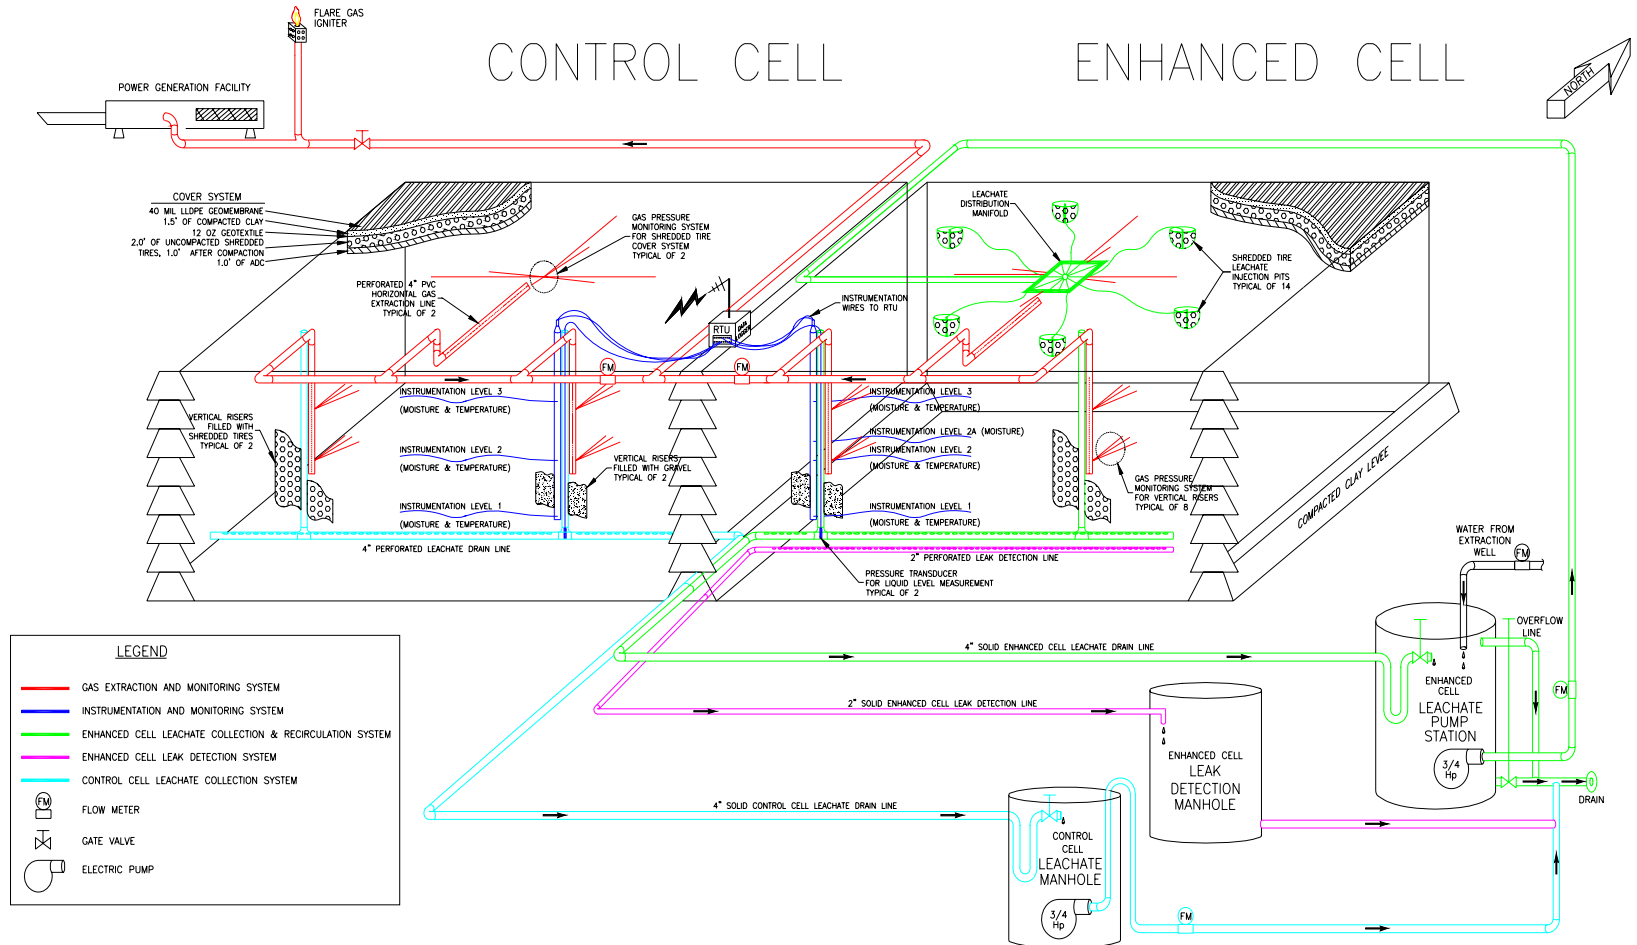 FLARE GAS
IGNITER
CONTROL CELL
ENHANCED CELL
NORTH
POWER GENERATION FACILITY
COVER SYSTEM
40 MIL LLDPE GEOMEMBRANE
1.5' OF COMPACTED CLAY
12 OZ GEOTEXTILE
2.0' OF UNCOMPACTED SHREDDED
TIRES, 1.0' AFTER COMPACTION
1.0' OF ADC
GAS PRESSURE
MONITORING SYSTEM
FOR SHREDDED TIRE
COVER SYSTEM
TYPICAL OF 2
LEACHATE
DISTRIBUTION
MANIFOLD
SHREDDED TIRE
LEACHATE
INJECTION PITS
TYPICAL OF 14
PERFORATED 4" PVC
HORIZONTAL GAS
EXTRACTION LINE
TYPICAL OF 2
INSTRUMENTATION
WIRES TO RTU
RTU
FM
FM
INSTRUMENTATION LEVEL 3
(MOISTURE & TEMPERATURE)
INSTRUMENTATION LEVEL 2
(MOISTURE & TEMPERATURE)
INSTRUMENTATION LEVEL 1
(MOISTURE & TEMPERATURE)
INSTRUMENTATION LEVEL 3
(MOISTURE & TEMPERATURE)
INSTRUMENTATION LEVEL 2A (MOISTURE)
INSTRUMENTATION LEVEL 2
(MOISTURE & TEMPERATURE)
INSTRUMENTATION LEVEL 1
(MOISTURE & TEMPERATURE)
VERTICAL RISERS
FILLED WITH
SHREDDED TIRES
TYPICAL OF 2
VERTICAL RISERS
FILLED WITH GRAVEL
TYPICAL OF 2
GAS PRESSURE
MONITORING SYSTEM
FOR VERTICAL RISERS
TYPICAL OF 8
COMPACTED CLAY LEVEE
4" PERFORATED LEACHATE DRAIN LINE
2" PERFORATED LEAK DETECTION LINE
PRESSURE TRANSDUCER
FOR LIQUID LEVEL MEASUREMENT
TYPICAL OF 2
WATER FROM
EXTRACTION
WELL
FM
OVERFLOW
LINE
4" SOLID ENHANCED CELL LEACHATE DRAIN LINE
ENHANCED
CELL
LEACHATE
PUMP
STATION
3/4
Hp
FM
DRAIN
2" SOLID ENHANCED CELL LEAK DETECTION LINE
ENHANCED CELL
LEAK
DETECTION
MANHOLE
4" SOLID CONTROL CELL LEACHATE DRAIN LINE
CONTROL
CELL
LEACHATE
MANHOLE
3/4
Hp
FM
LEGEND
GAS EXTRACTION AND MONITORING SYSTEM
INSTRUMENTATION AND MONITORING SYSTEM
ENHANCED CELL LEACHATE COLLECTION & RECIRCULATION SYSTEM
ENHANCED CELL LEAK DETECTION SYSTEM
CONTROL CELL LEACHATE COLLECTION SYSTEM
FM
FLOW METER
GATE VALVE
ELECTRIC PUMP